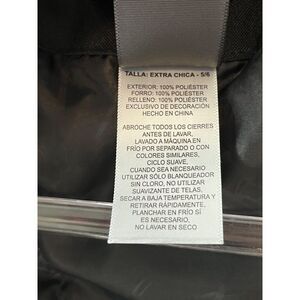 TALLA: EXTRA CHICA - 5/6
EXTERIOR: 100% POLIÉSTER
FORRO: 100% POLIÉSTER
RELLENO: 100% POLIÉSTER
EXCLUSIVO DE DECORACIÓN
HECHO EN CHINA
ABROCHE TODOS LOS CIERRES
ANTES DE LAVAR,
LAVADO A MÁQUINA EN
FRÍO POR SEPARADO O CON
COLORES SIMILARES,
CICLO SUAVE,
CUANDO SEA NECESARIO
UTILIZAR SÓLO BLANQUEADOR
SIN CLORO, NO UTILIZAR
SUAVIZANTE DE TELAS,
SECAR A BAJA TEMPERATURA Y
RETIRAR RÁPIDAMENTE,
PLANCHAR EN FRÍO SÍ
ES NECESARIO,
NO LAVAR EN SECO